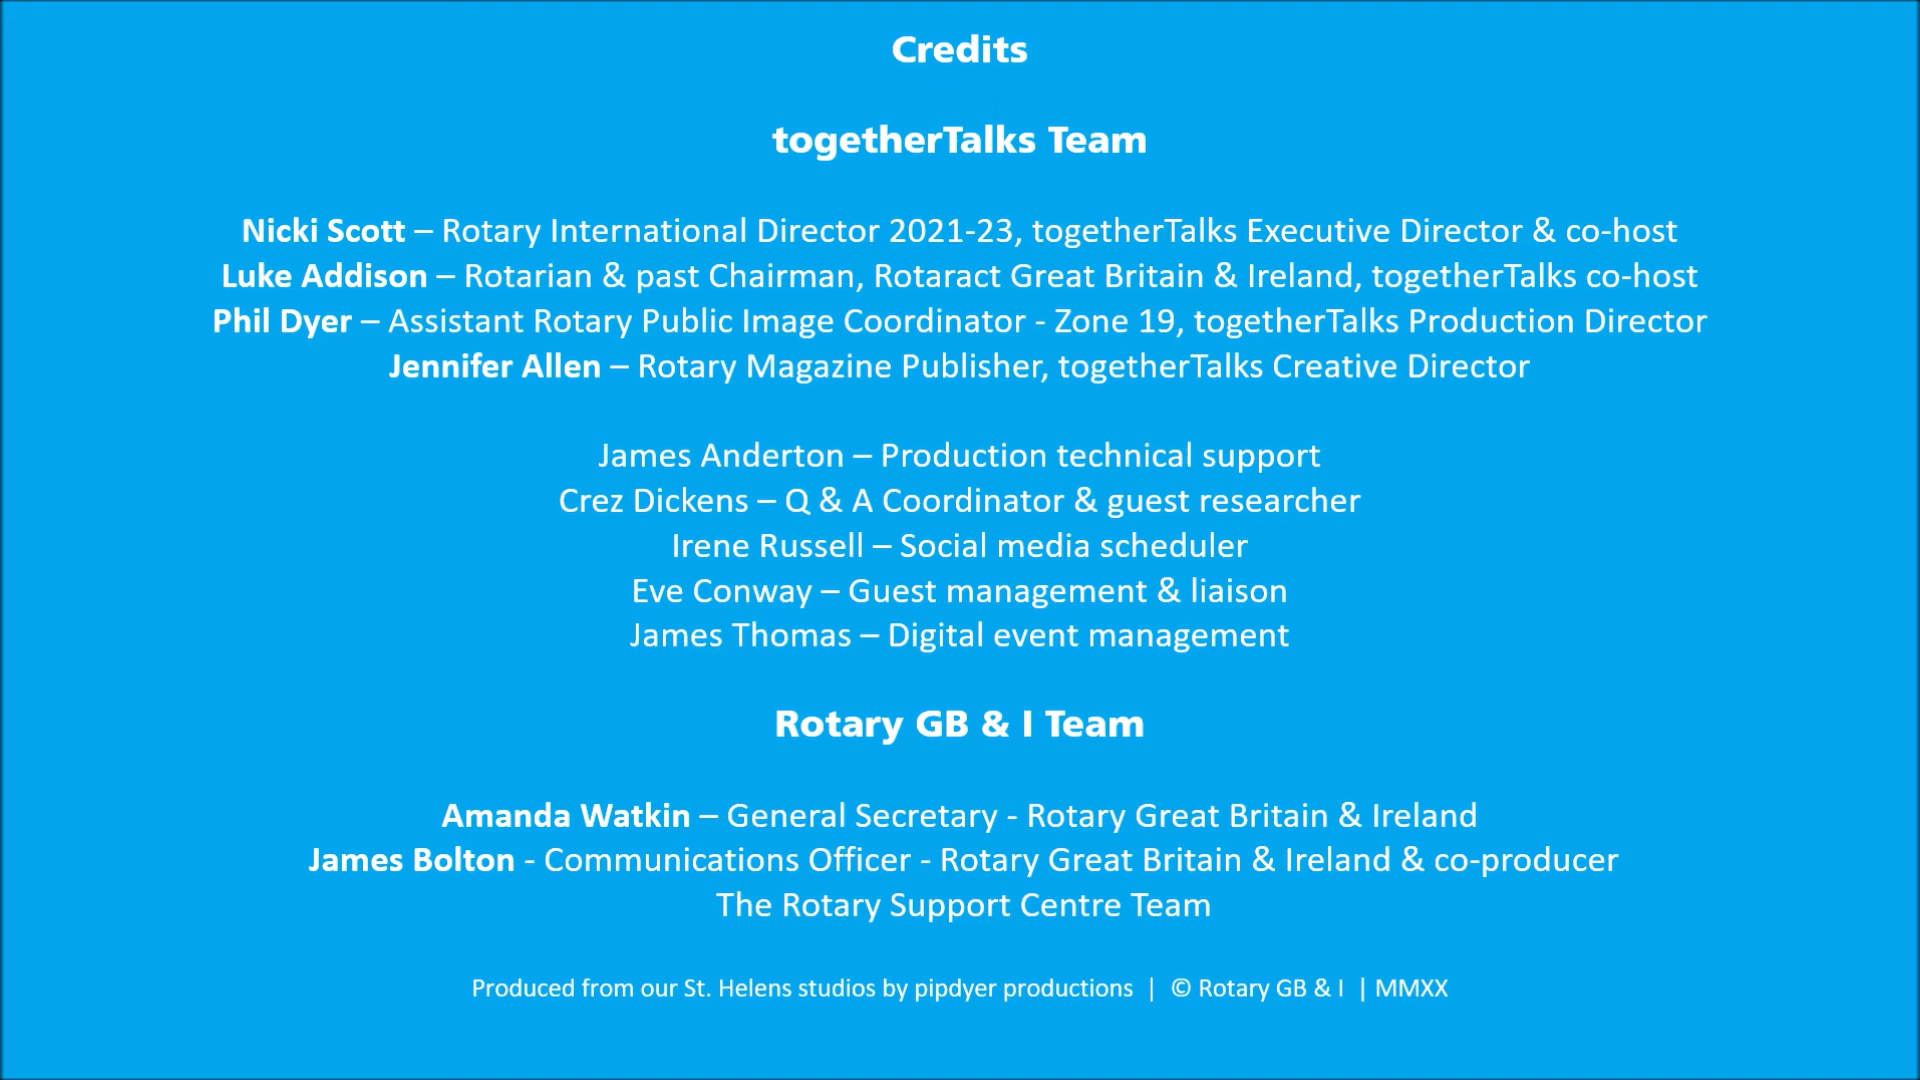 Credits
togetherTalks Team
Nicki Scott – Rotary International Director 2021-23, togetherTalks Executive Director & co-host
Luke Addison – Rotarian & past Chairman, Rotaract Great Britain & Ireland, togetherTalks co-host
Phil Dyer – Assistant Rotary Public Image Coordinator - Zone 19, togetherTalks Production Director
Jennifer Allen – Rotary Magazine Publisher, togetherTalks Creative Director
James Anderton – Production technical support
Crez Dickens – Q & A Coordinator & guest researcher
Irene Russell – Social media scheduler
Eve Conway – Guest management & liaison
James Thomas – Digital event management
Rotary GB & I Team
Amanda Watkin – General Secretary - Rotary Great Britain & Ireland
James Bolton - Communications Officer - Rotary Great Britain & Ireland & co-producer
The Rotary Support Centre Team
Produced from our St. Helens studios by pipdyer productions | © Rotary GB & I | MMXX